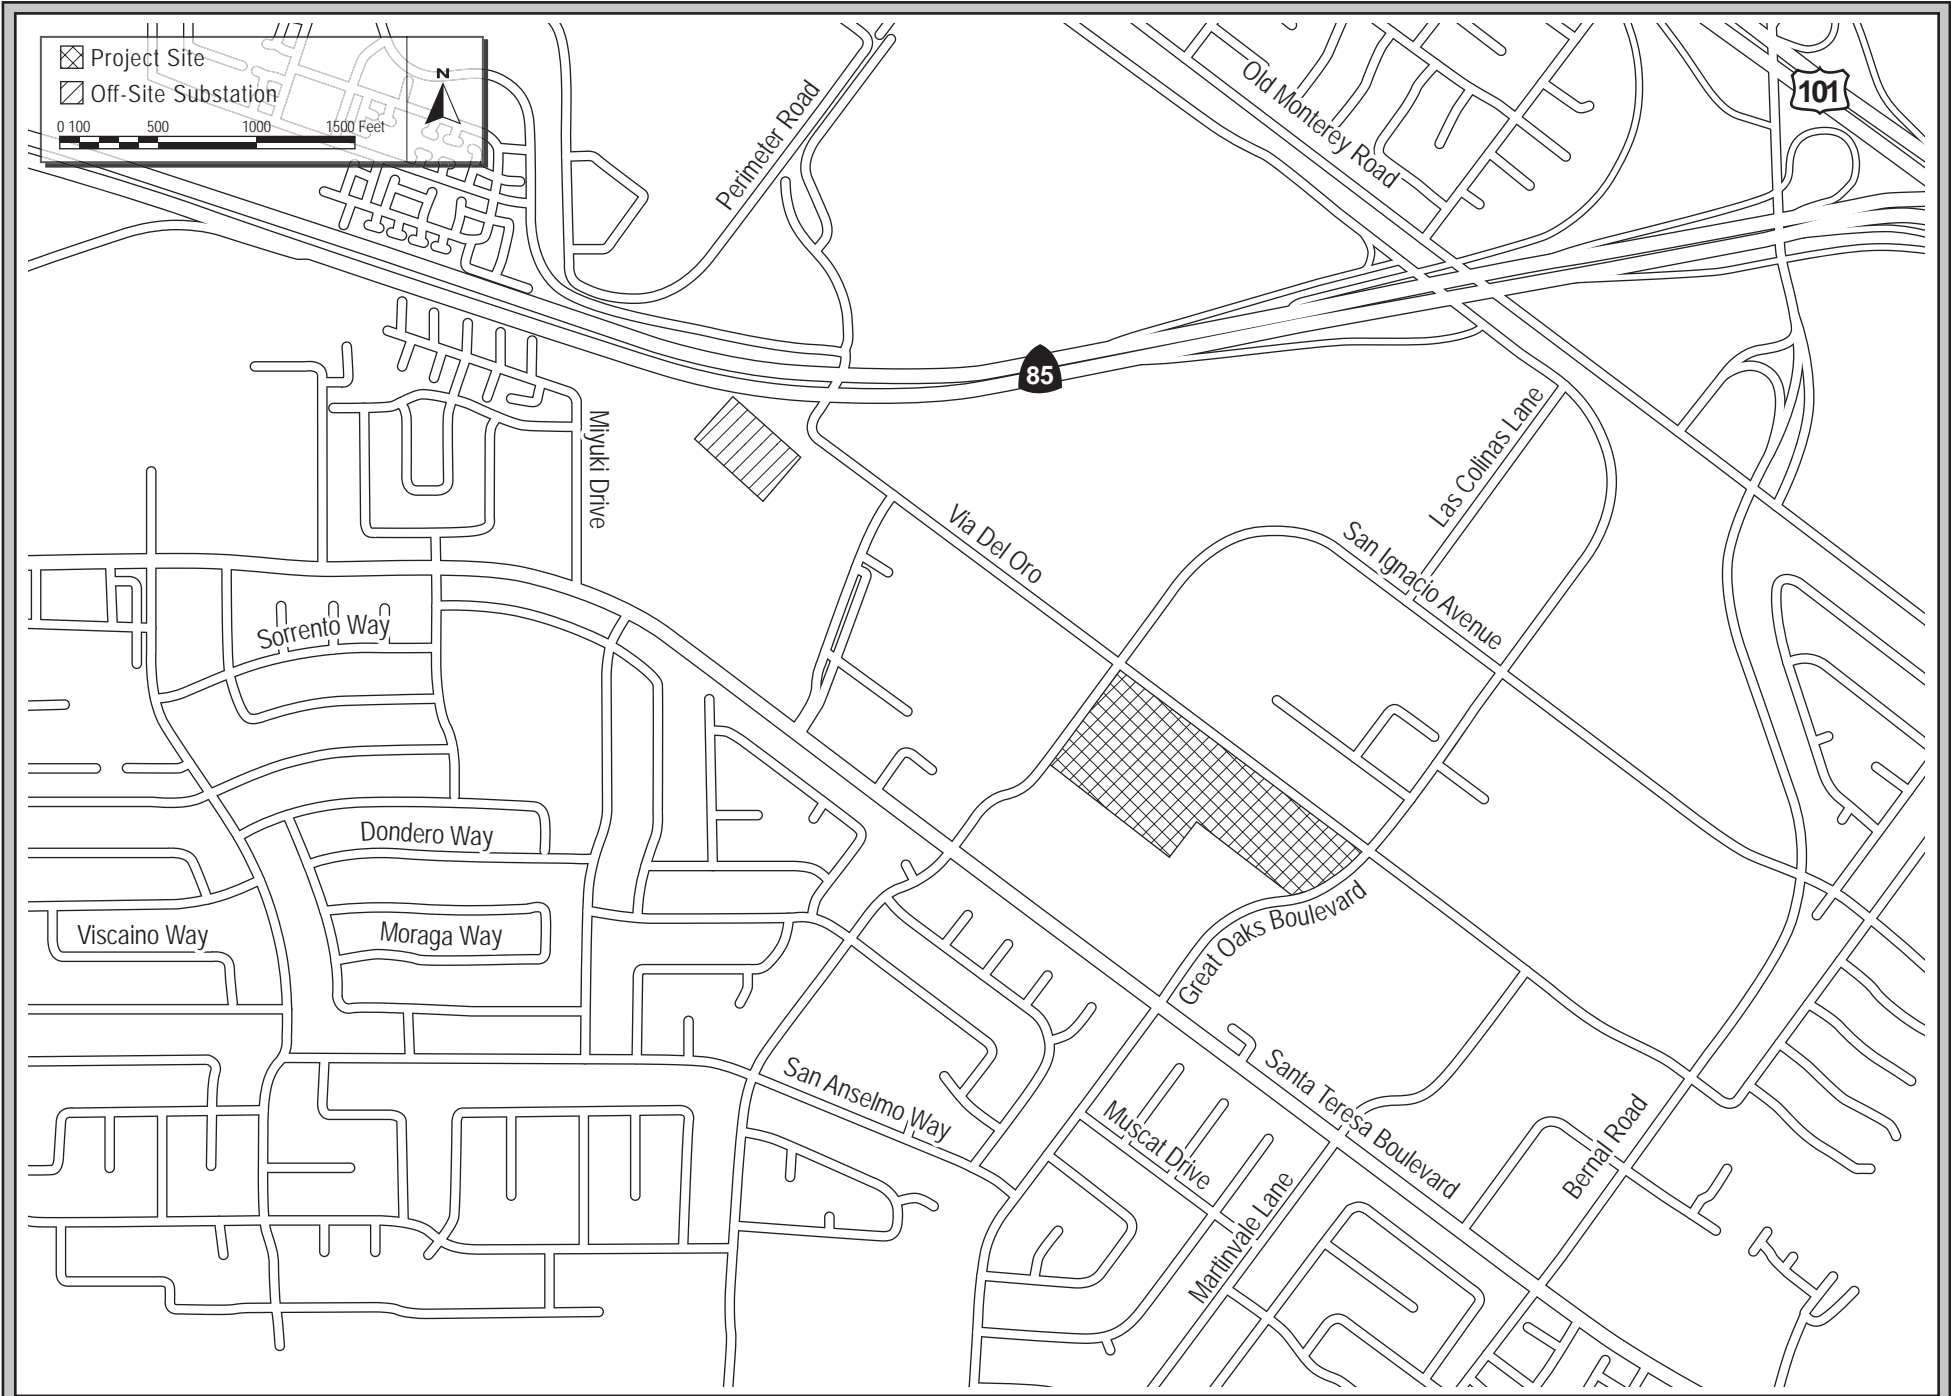 Project Site
Off-Site Substation
N
0 100 500 1000 1500 Feet
101
Old Monterey Road
Perimeter Road
85
Miyuki Drive
Las Colinas Lane
Via Del Oro
San Ignacio Avenue
Sorrento Way
Dondero Way
Viscaino Way
Moraga Way
Great Oaks Boulevard
San Anselmo Way
Santa Teresa Boulevard
Muscat Drive
Bernal Road
Martinvale Lane